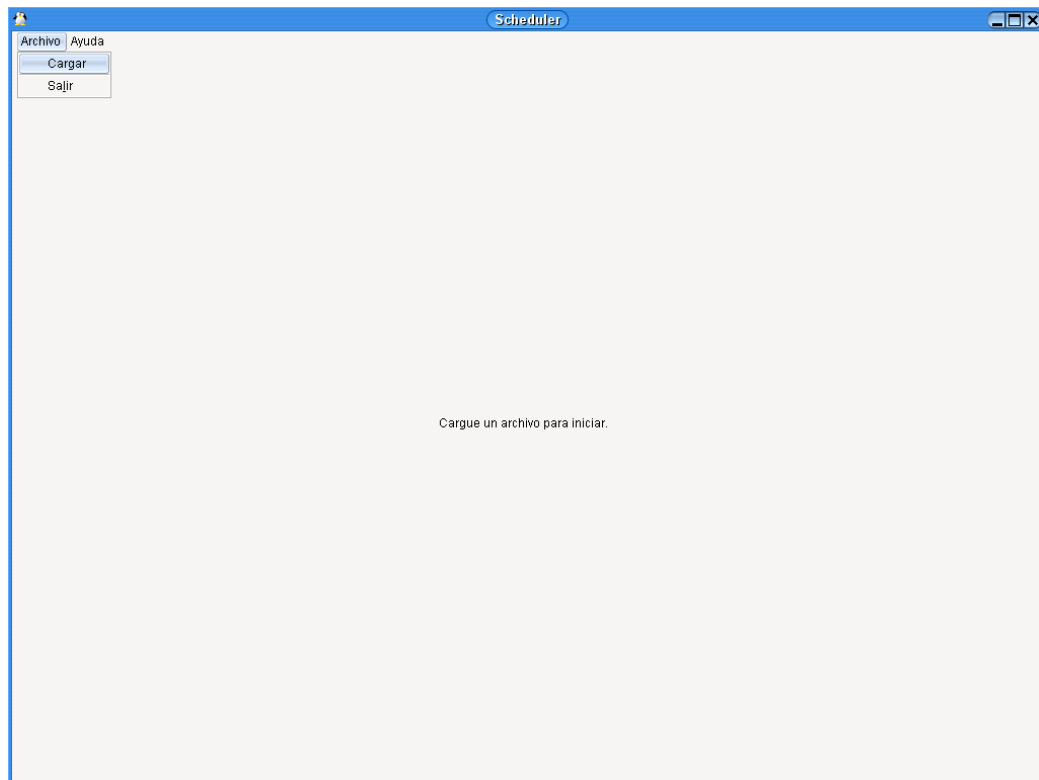 Scheduler
Archivo Ayuda
Cargar
Salir
Cargue un archivo para iniciar.